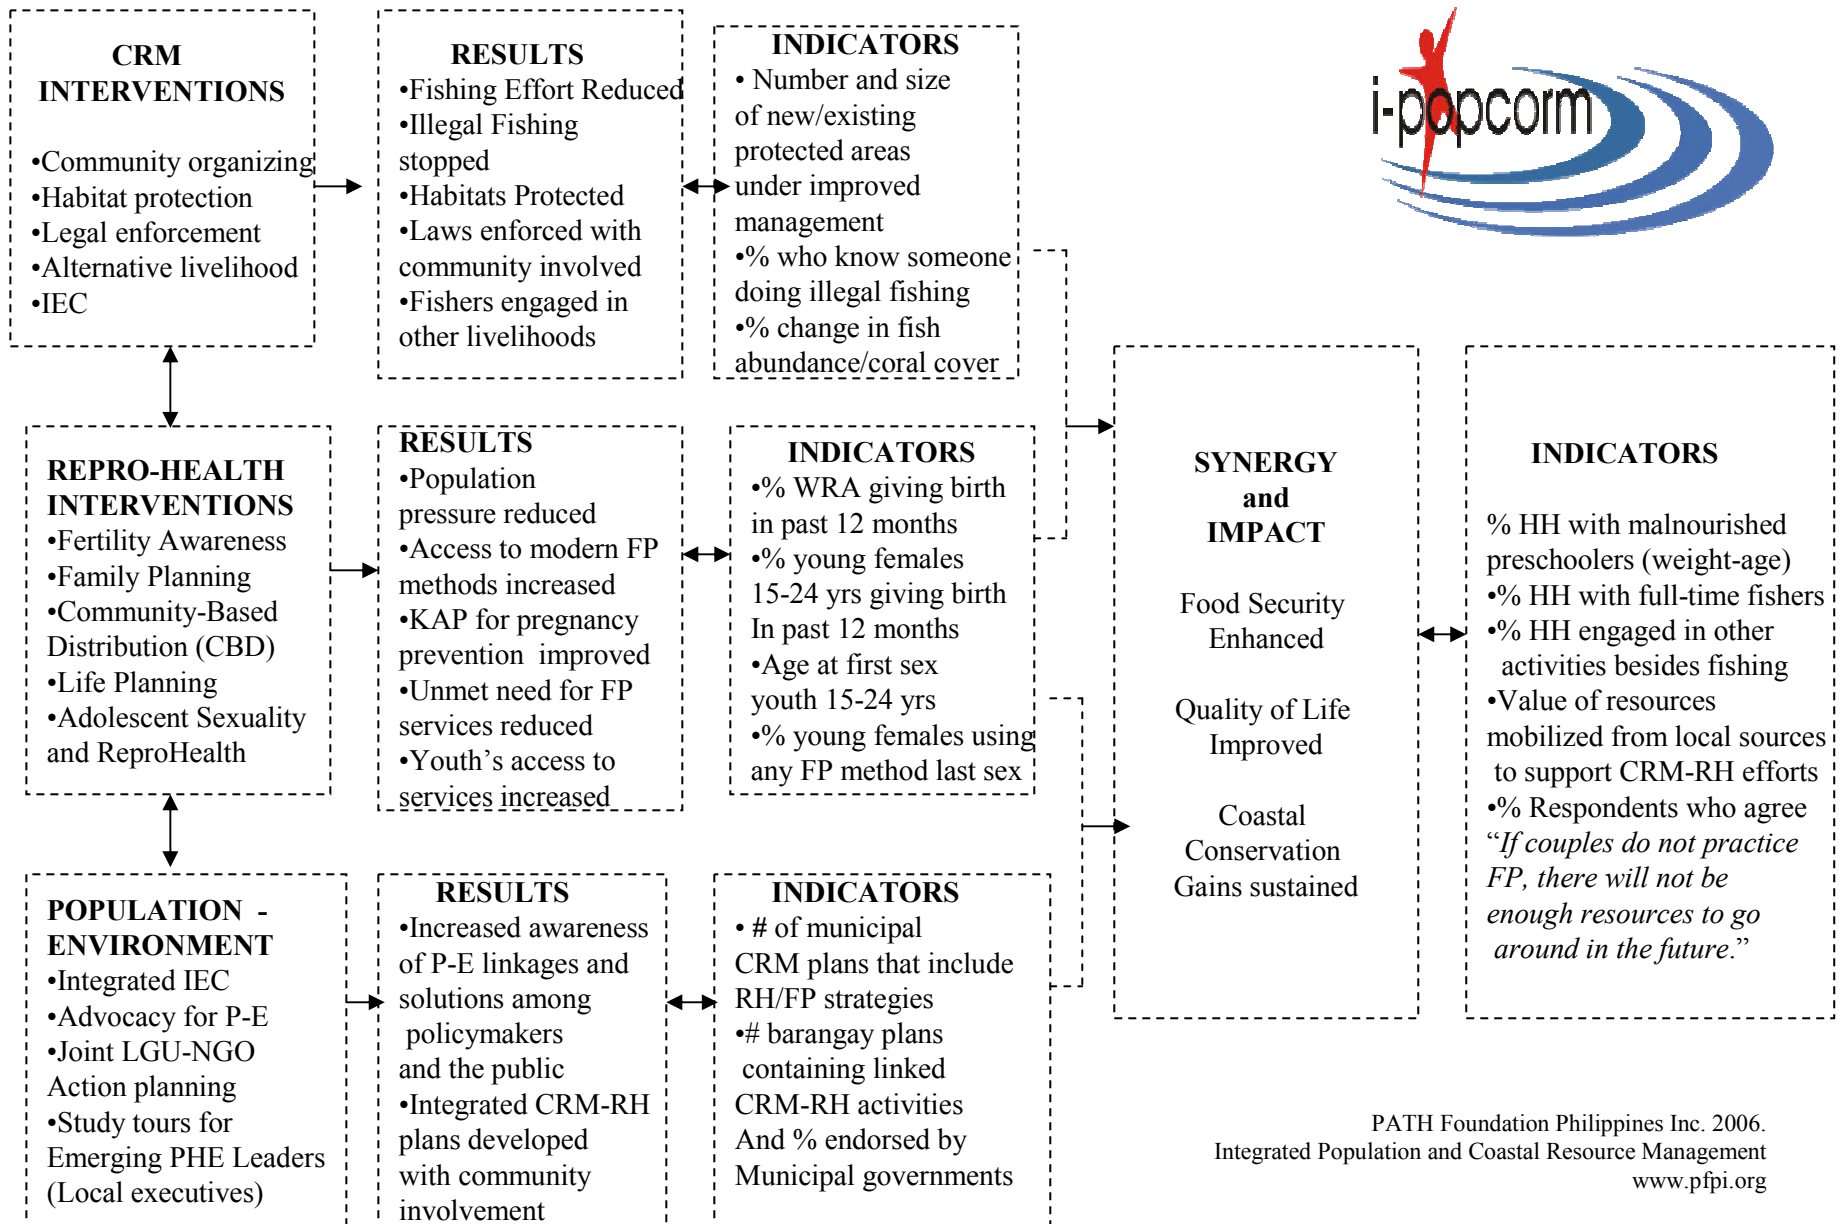 CRM
INTERVENTIONS
•Community organizing
•Habitat protection
•Legal enforcement
•Alternative livelihood
•IEC
RESULTS
•Fishing Effort Reduced
•Illegal Fishing
stopped
•Habitats Protected
•Laws enforced with
community involved
•Fishers engaged in
other livelihoods
INDICATORS
• Number and size
of new/existing
protected areas
under improved
management
•% who know someone
doing illegal fishing
•% change in fish
abundance/coral cover
i-popcorm
REPRO-HEALTH
INTERVENTIONS
•Fertility Awareness
•Family Planning
•Community-Based
Distribution (CBD)
•Life Planning
•Adolescent Sexuality
and ReproHealth
RESULTS
•Population
pressure reduced
•Access to modern FP
methods increased
•KAP for pregnancy
prevention improved
•Unmet need for FP
services reduced
•Youth's access to
services increased
INDICATORS
•% WRA giving birth
in past 12 months
•% young females
15-24 yrs giving birth
In past 12 months
•Age at first sex
youth 15-24 yrs
•% young females using
any FP method last sex
POPULATION -
ENVIRONMENT
•Integrated IEC
•Advocacy for P-E
•Joint LGU-NGO
Action planning
•Study tours for
Emerging PHE Leaders
(Local executives)
RESULTS
•Increased awareness
of P-E linkages and
solutions among
policymakers
and the public
•Integrated CRM-RH
plans developed
with community
involvement
INDICATORS
• # of municipal
CRM plans that include
RH/FP strategies
•# barangay plans
containing linked
CRM-RH activities
And % endorsed by
Municipal governments
SYNERGY
and
IMPACT
Food Security
Enhanced
Quality of Life
Improved
Coastal
Conservation
Gains sustained
INDICATORS
% HH with malnourished
preschoolers (weight-age)
•% HH with full-time fishers
•% HH engaged in other
activities besides fishing
•Value of resources
mobilized from local sources
to support CRM-RH efforts
•% Respondents who agree
“If couples do not practice
FP, there will not be
enough resources to go
around in the future.”
PATH Foundation Philippines Inc. 2006.
Integrated Population and Coastal Resource Management
www.pfpi.org